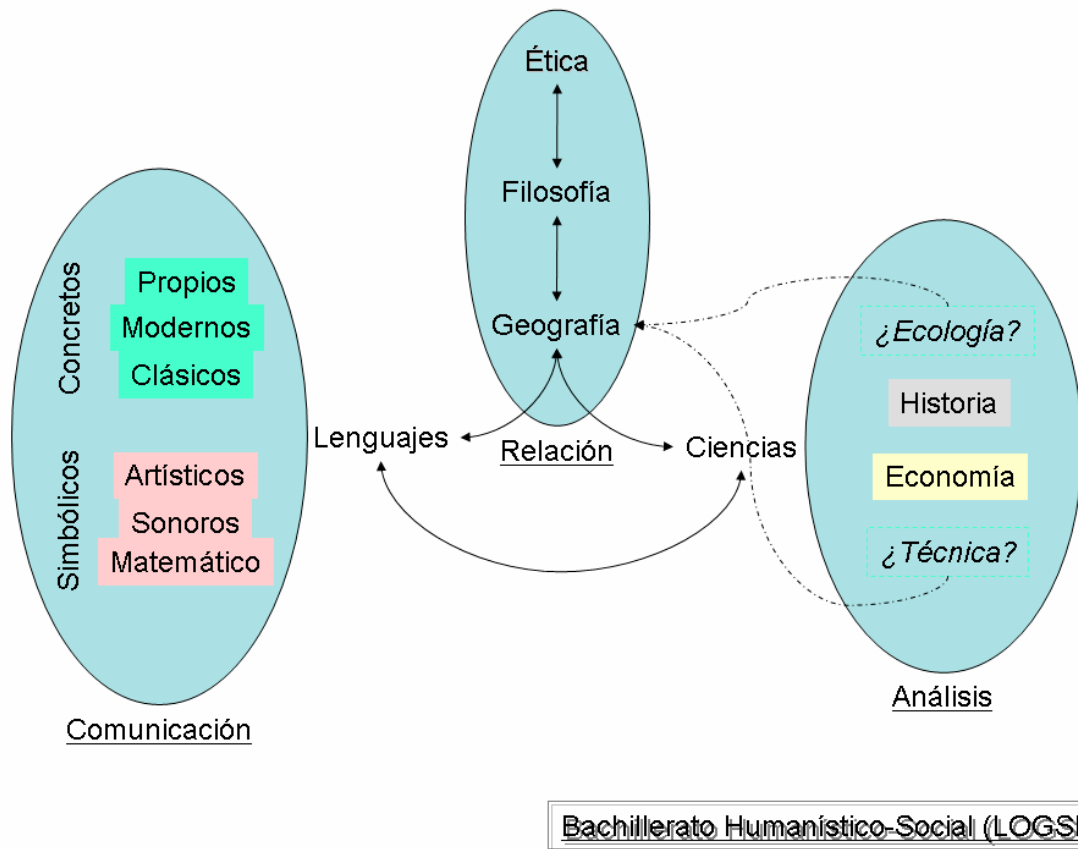 Ética
Filosofía
Geografía
Relación
Concretos
Propios
Modernos
Clásicos
Simbólicos
Artísticos
Sonoros
Matemático
Comunicación
Lenguajes
Ciencias
¿Ecología?
Historia
Economía
¿Técnica?
Análisis
Bachillerato Humanístico-Social (LOGS